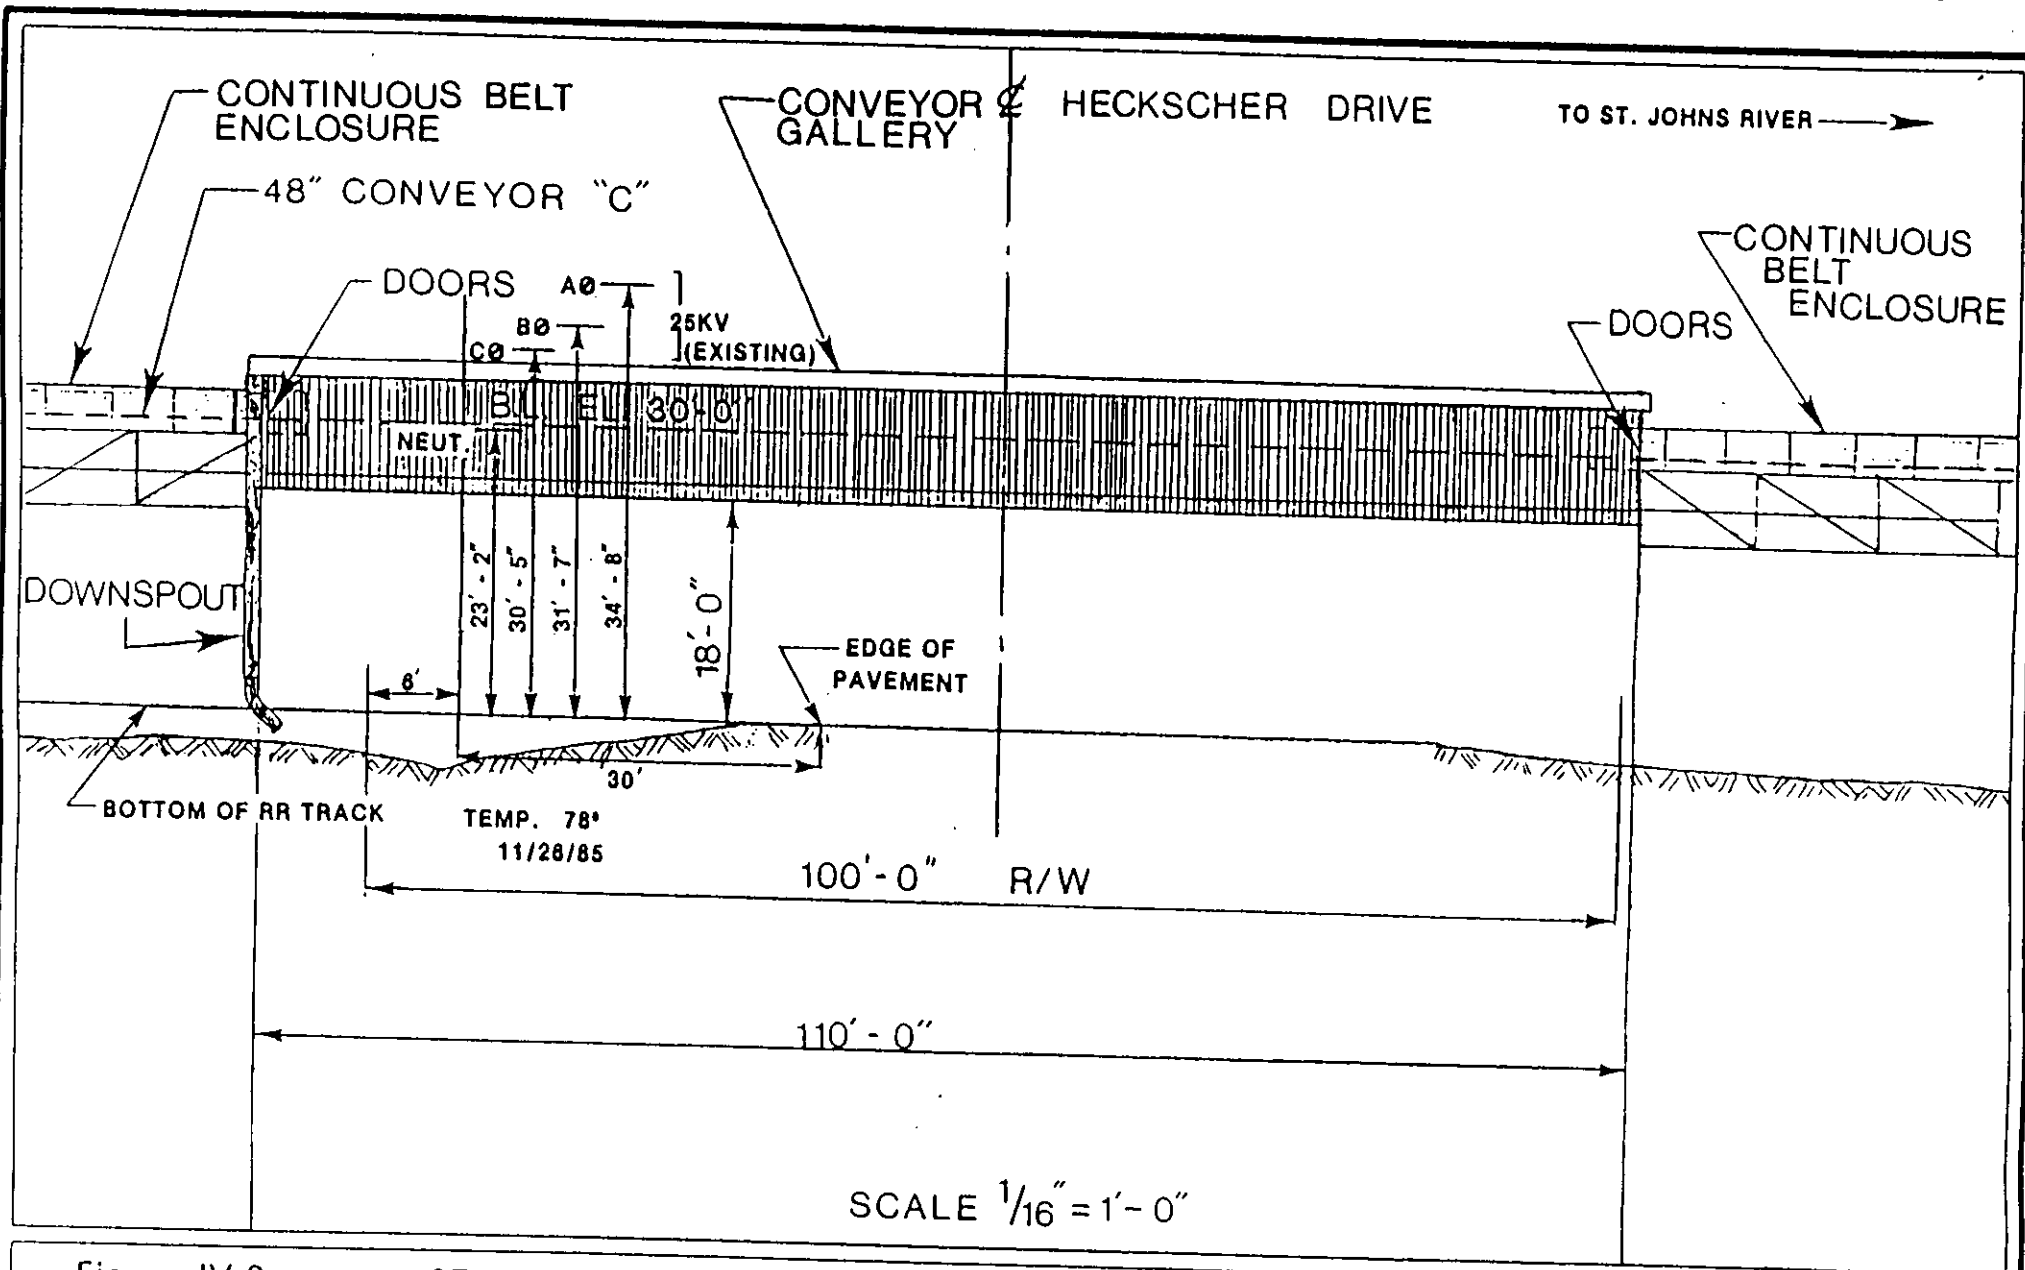 CONTINUOUS BELT
ENCLOSURE
CONVEYOR
GALLERY
℄ HECKSCHER DRIVE
TO ST. JOHNS RIVER
48" CONVEYOR "C"
DOORS
AØ
BØ
CØ
25KV
(EXISTING)
CONTINUOUS
BELT
ENCLOSURE
DOORS
B.L. EL. 30'-0"
NEUT.
23'-2"
30'-5"
31'-7"
34'-8"
18'-0"
DOWNSPOUT
EDGE OF
PAVEMENT
6'
30'
BOTTOM OF RR TRACK
TEMP. 78°
11/26/85
100'-0" R/W
110'-0"
SCALE 1/16" = 1'-0"